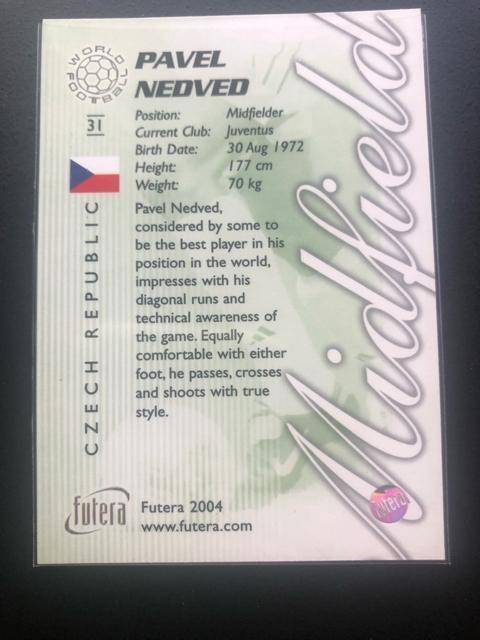 WORLD FOOTBALL
PAVEL
NEDVED
31
Position: Midfielder
Current Club: Juventus
Birth Date: 30 Aug 1972
Height: 177 cm
Weight: 70 kg
CZECH REPUBLIC
Pavel Nedved,
considered by some to
be the best player in his
position in the world,
impresses with his
diagonal runs and
technical awareness of
the game. Equally
comfortable with either
foot, he passes, crosses
and shoots with true
style.
Midfield
futera
futera
Futera 2004
www.futera.com